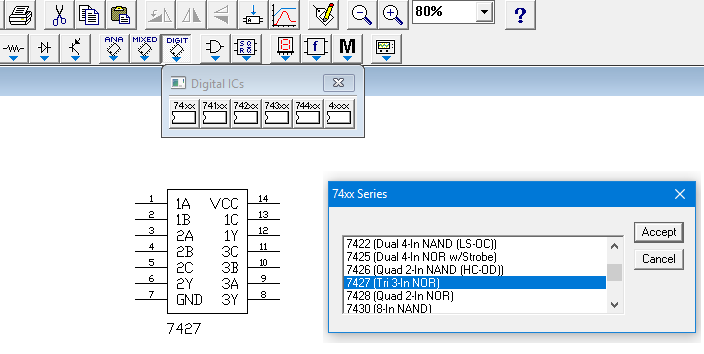 80%
?
ANA MIXED DIGIT
S Q
R Q
f M
Digital ICs
74xx 741xx 742xx 743xx 744xx 4xxx
74xx Series
1 1A VCC 14
2 1B 1C 13
3 2A 1Y 12
4 2B 3C 11
5 2C 3B 10
6 2Y 3A 9
7 GND 3Y 8
7427
7422 (Dual 4-In NAND (LS-OC))
7425 (Dual 4-In NOR w/Strobe)
7426 (Quad 2-In NAND (HC-OD))
7427 (Tri 3-In NOR)
7428 (Quad 2-In NOR)
7430 (8-In NAND)
Accept
Cancel